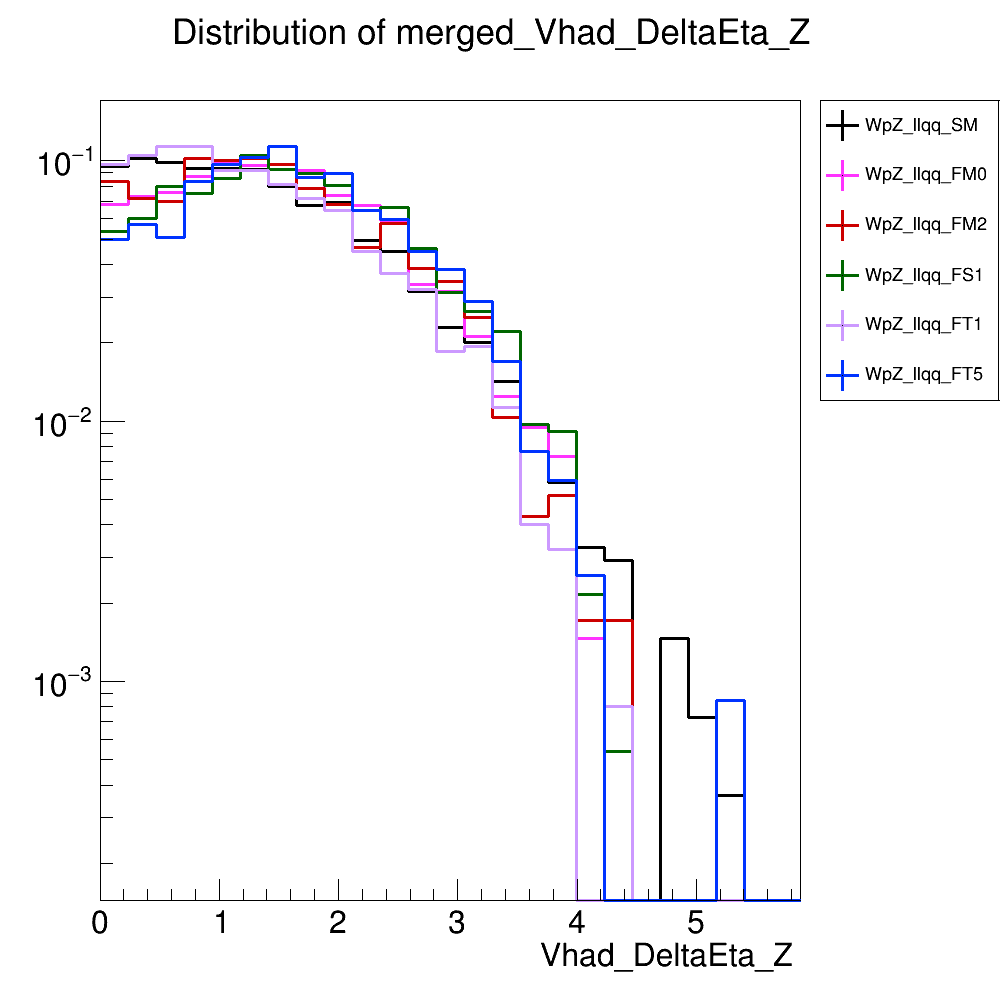 Distribution of merged_Vhad_DeltaEta_Z
WpZ_llqq_SM
WpZ_llqq_FM0
WpZ_llqq_FM2
WpZ_llqq_FS1
WpZ_llqq_FT1
WpZ_llqq_FT5
10⁻¹
10⁻²
10⁻³
0 1 2 3 4 5
Vhad_DeltaEta_Z